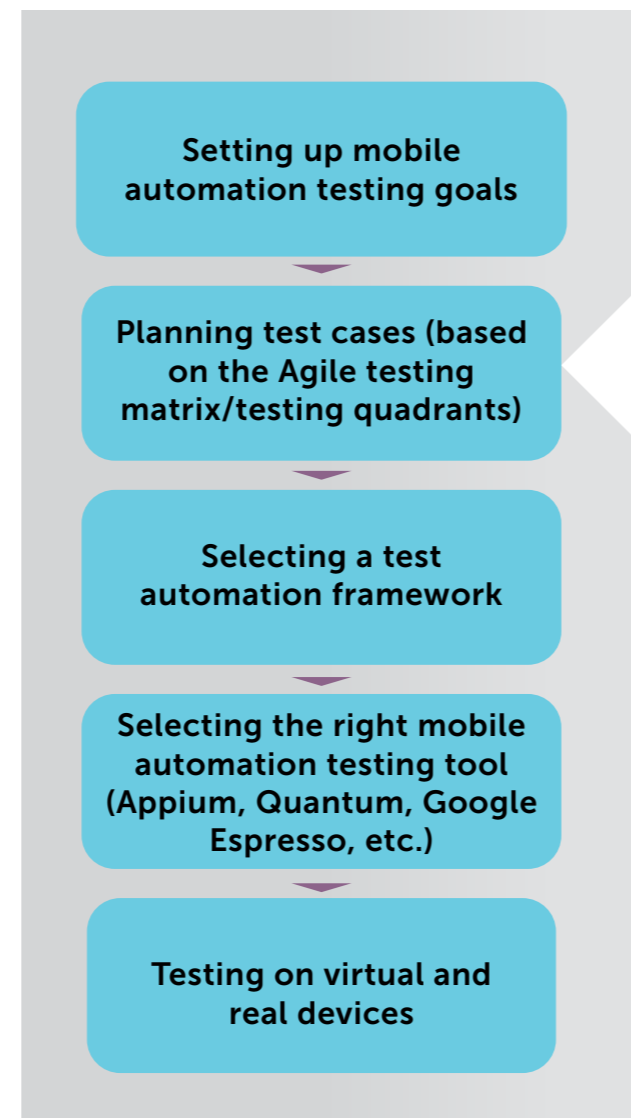 Setting up mobile
automation testing goals
Planning test cases (based
on the Agile testing
matrix/testing quadrants)
Selecting a test
automation framework
Selecting the right mobile
automation testing tool
(Appium, Quantum, Google
Espresso, etc.)
Testing on virtual and
real devices